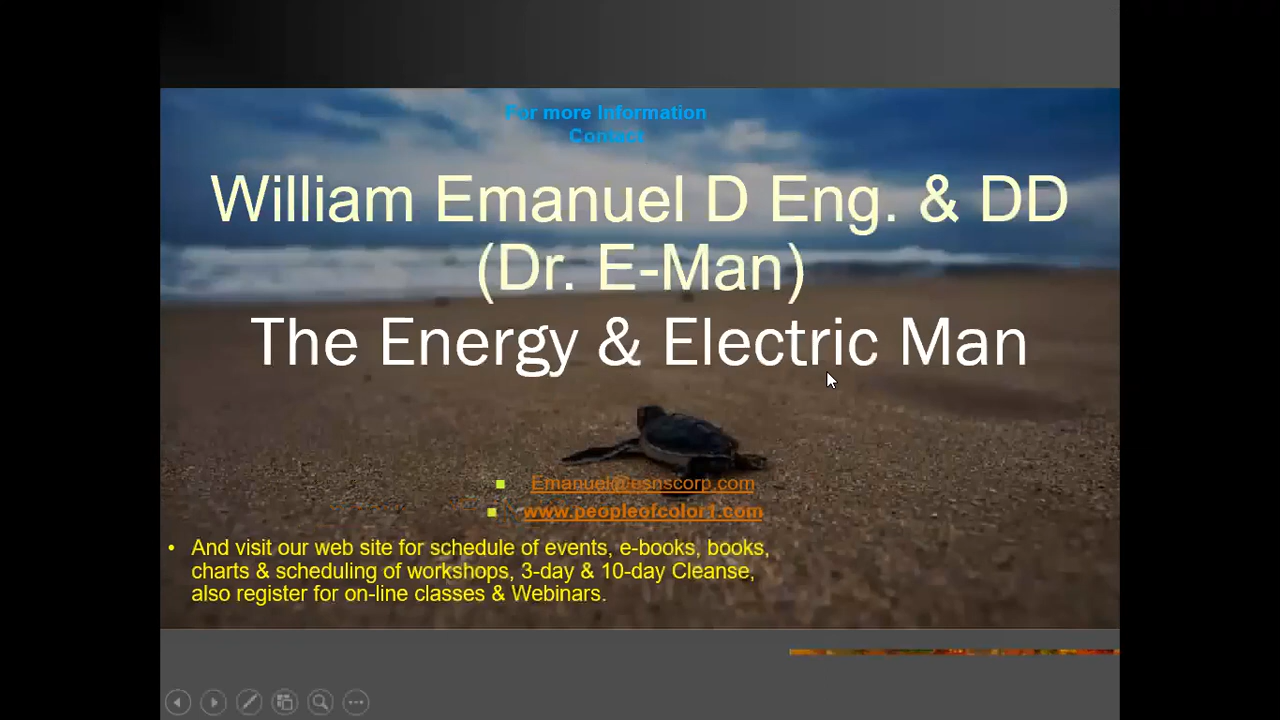 For more Information
Contact
William Emanuel D Eng. & DD
(Dr. E-Man)
The Energy & Electric Man
Emanuel@esnscorp.com
www.peopleofcolor1.com
And visit our web site for schedule of events, e-books, books,
charts & scheduling of workshops, 3-day & 10-day Cleanse,
also register for on-line classes & Webinars.